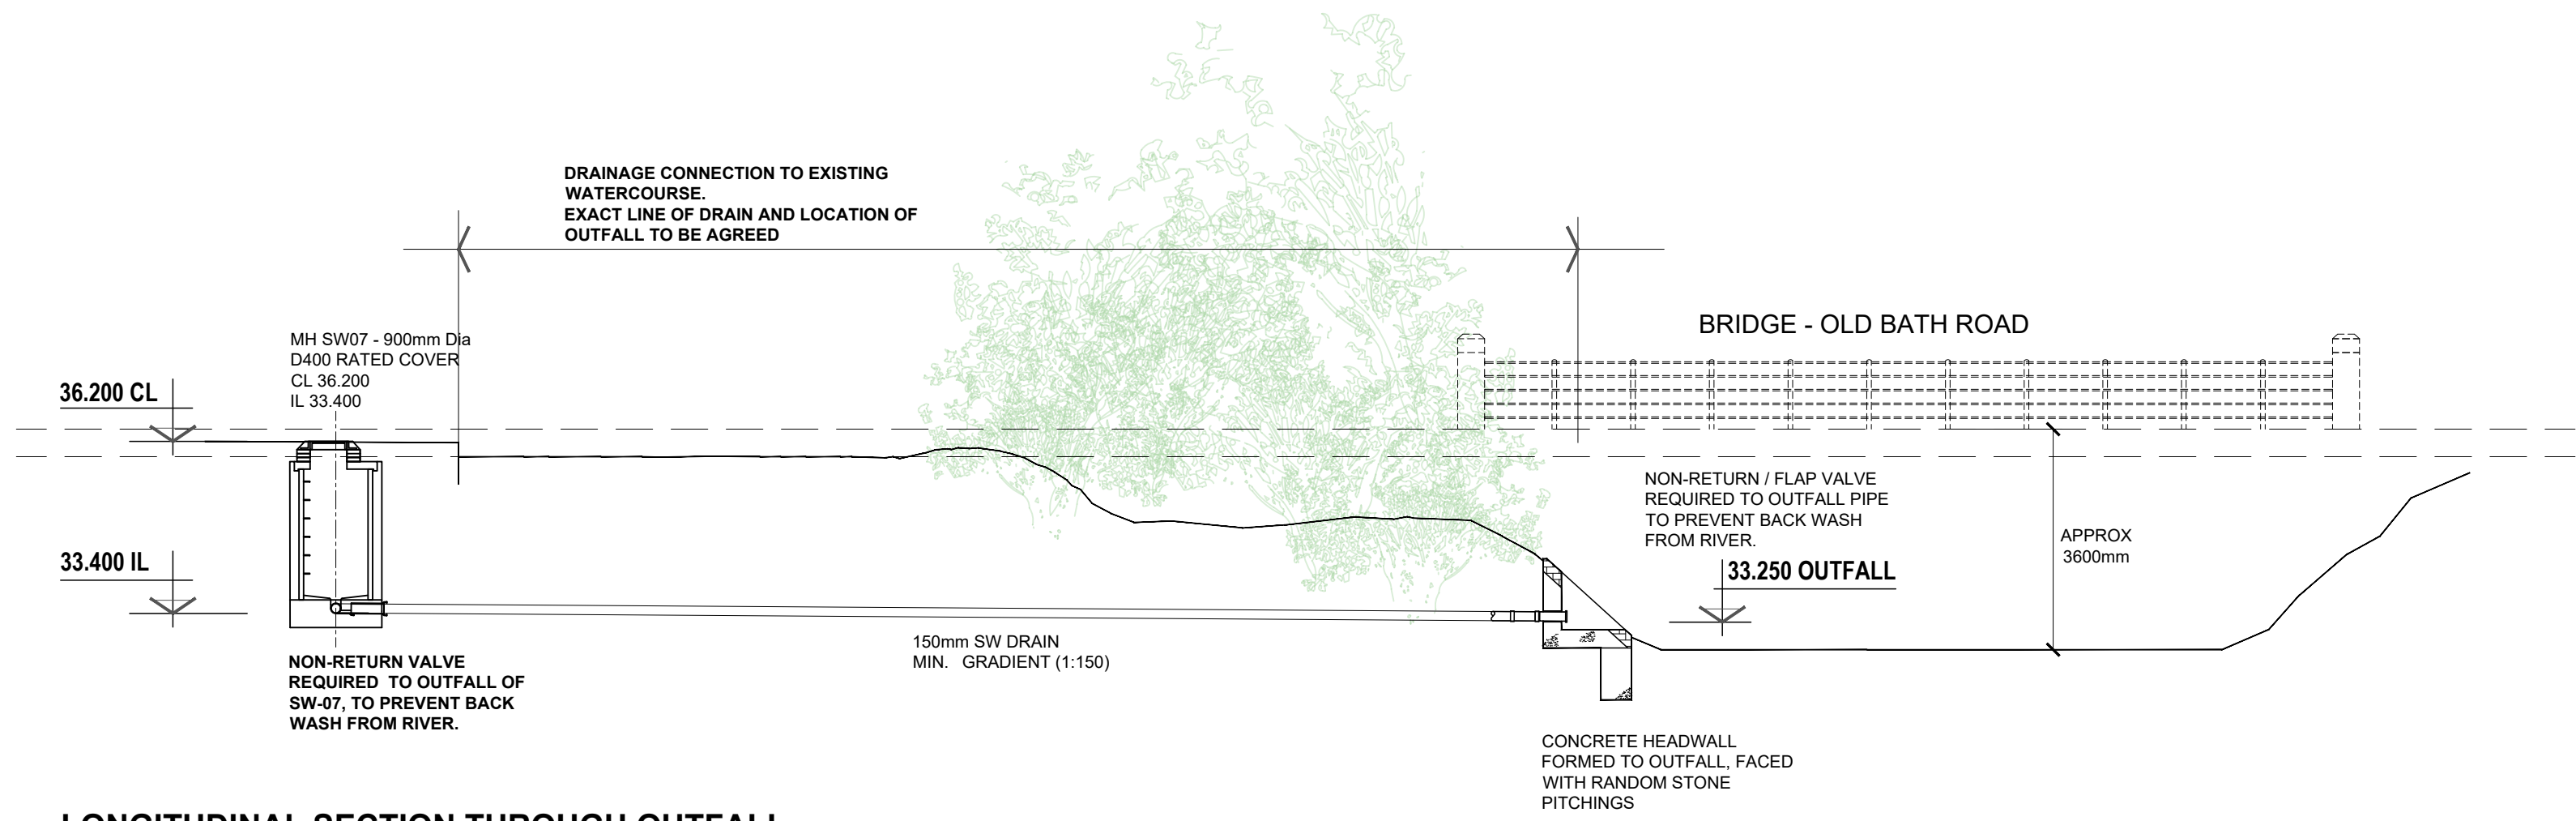 DRAINAGE CONNECTION TO EXISTING
WATERCOURSE.
EXACT LINE OF DRAIN AND LOCATION OF
OUTFALL TO BE AGREED
BRIDGE - OLD BATH ROAD
MH SW07 - 900mm Dia
D400 RATED COVER
CL 36.200
IL 33.400
36.200 CL
33.400 IL
NON-RETURN / FLAP VALVE
REQUIRED TO OUTFALL PIPE
TO PREVENT BACK WASH
FROM RIVER.
33.250 OUTFALL
APPROX
3600mm
150mm SW DRAIN
MIN. GRADIENT (1:150)
NON-RETURN VALVE
REQUIRED TO OUTFALL OF
SW-07, TO PREVENT BACK
WASH FROM RIVER.
CONCRETE HEADWALL
FORMED TO OUTFALL, FACED
WITH RANDOM STONE
PITCHINGS
LONGITUDINAL SECTION THROUGH OUTFALL